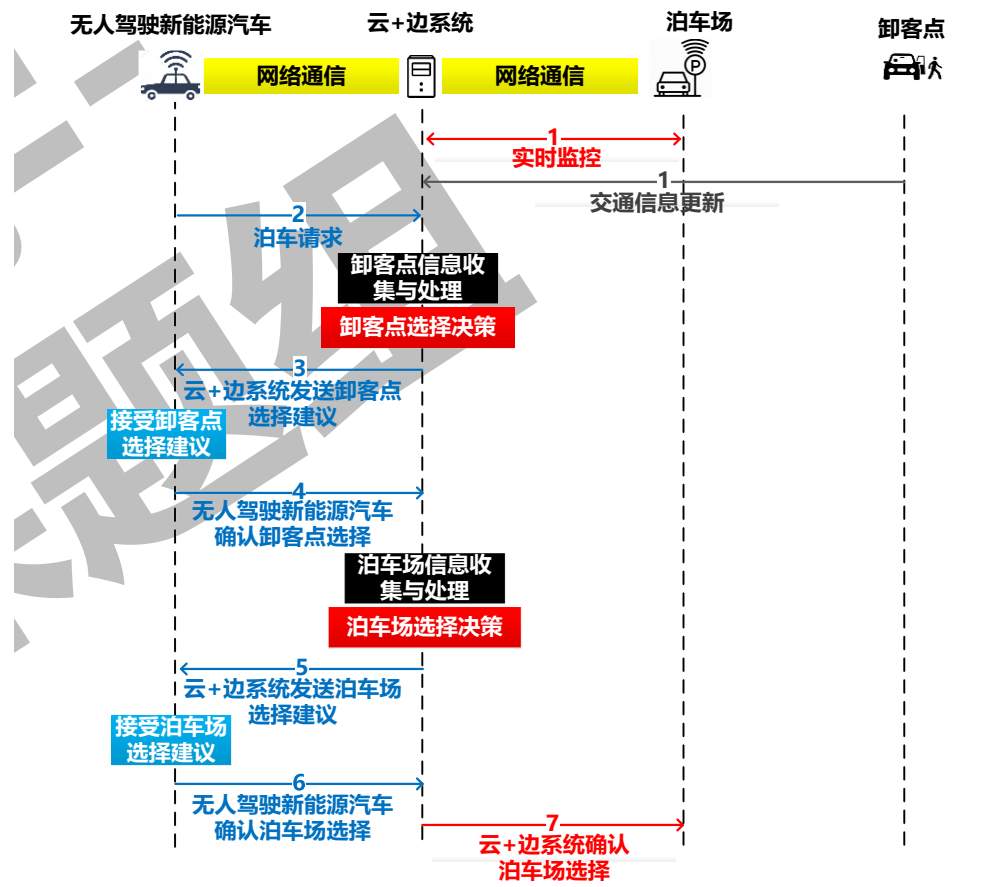 无人驾驶新能源汽车
云+边系统
泊车场
卸客点
网络通信
网络通信
P
1
实时监控
1
交通信息更新
2
泊车请求
卸客点信息收
集与处理
卸客点选择决策
3
云+边系统发送卸客点
选择建议
接受卸客点
选择建议
4
无人驾驶新能源汽车
确认卸客点选择
泊车场信息收
集与处理
泊车场选择决策
5
云+边系统发送泊车场
选择建议
接受泊车场
选择建议
6
无人驾驶新能源汽车
确认泊车场选择
7
云+边系统确认
泊车场选择
题组